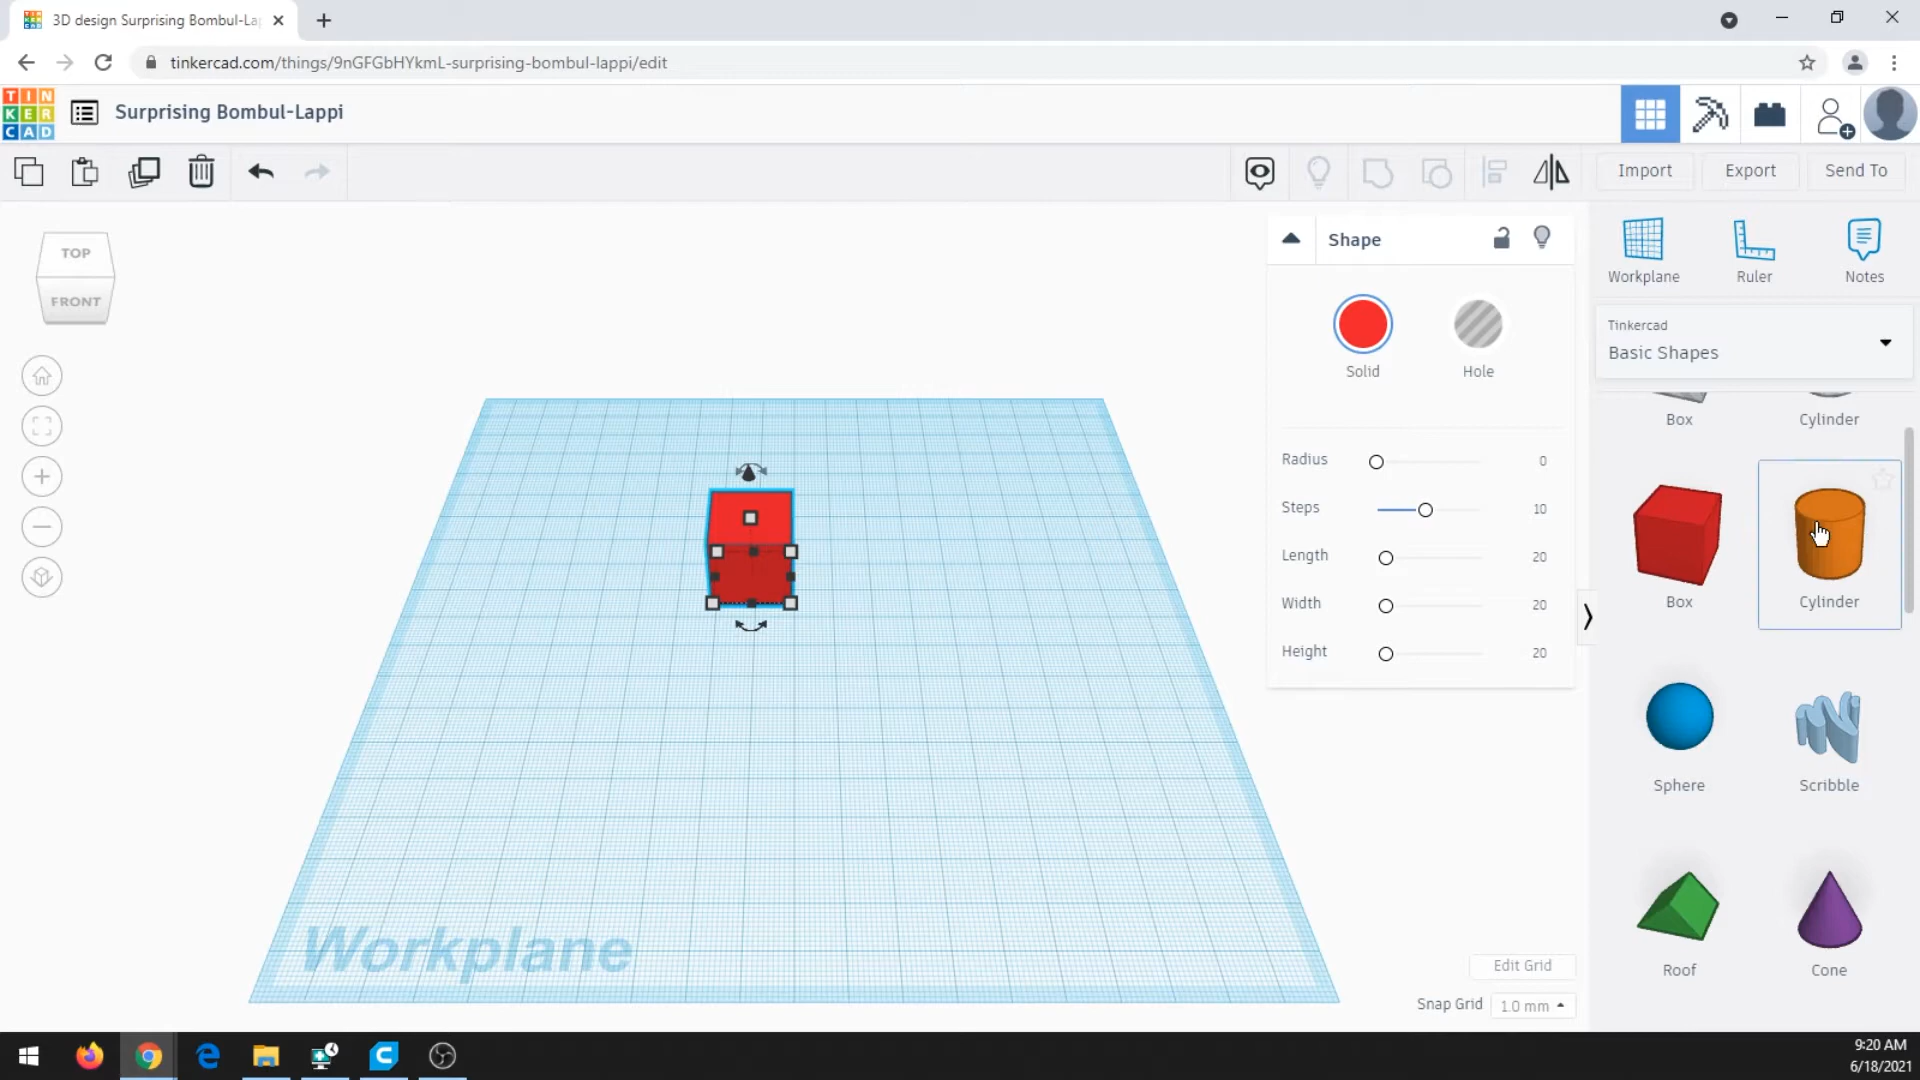 3D design Surprising Bombul-La
tinkercad.com/things/9nGFGbHYkmL-surprising-bombul-lappi/edit
TIN
KER
CAD
Surprising Bombul-Lappi
Import
Export
Send To
TOP
FRONT
Shape
Solid
Hole
Radius 0
Steps 10
Length 20
Width 20
Height 20
Workplane
Ruler
Notes
Tinkercad
Basic Shapes
Box
Cylinder
Box
Cylinder
Sphere
Scribble
Roof
Cone
Workplane
Edit Grid
Snap Grid 1.0 mm
9:20 AM
6/18/2021